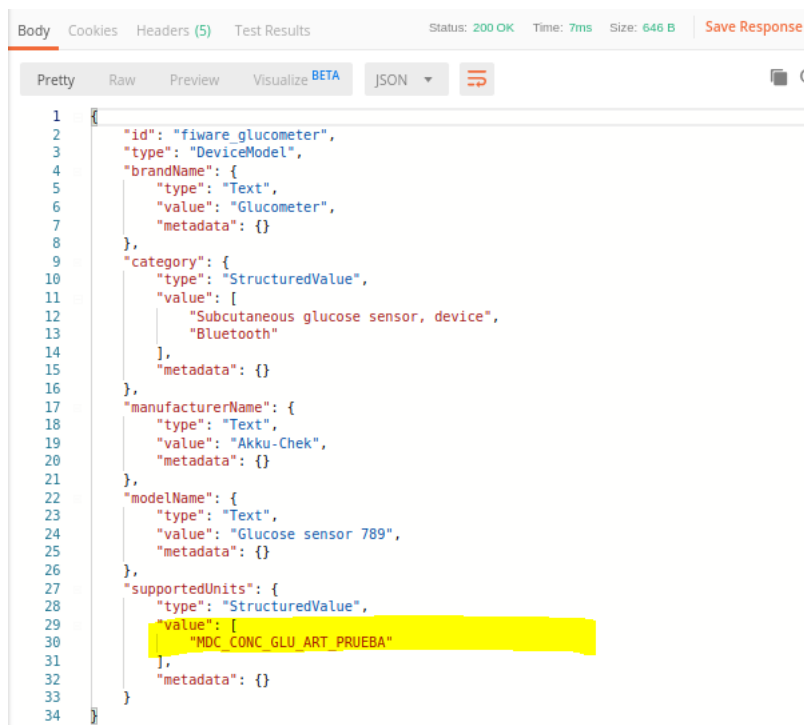 Body Cookies Headers (5) Test Results Status: 200 OK Time: 7ms Size: 646 B Save Response
Pretty Raw Preview Visualize BETA JSON
1 {
2 "id": "fiware_glucometer",
3 "type": "DeviceModel",
4 "brandName": {
5 "type": "Text",
6 "value": "Glucometer",
7 "metadata": {}
8 },
9 "category": {
10 "type": "StructuredValue",
11 "value": [
12 "Subcutaneous glucose sensor, device",
13 "Bluetooth"
14 ],
15 "metadata": {}
16 },
17 "manufacturerName": {
18 "type": "Text",
19 "value": "Akku-Chek",
20 "metadata": {}
21 },
22 "modelName": {
23 "type": "Text",
24 "value": "Glucose sensor 789",
25 "metadata": {}
26 },
27 "supportedUnits": {
28 "type": "StructuredValue",
29 "value": [
30 "MDC_CONC_GLU_ART_PRUEBA"
31 ],
32 "metadata": {}
33 }
34 }